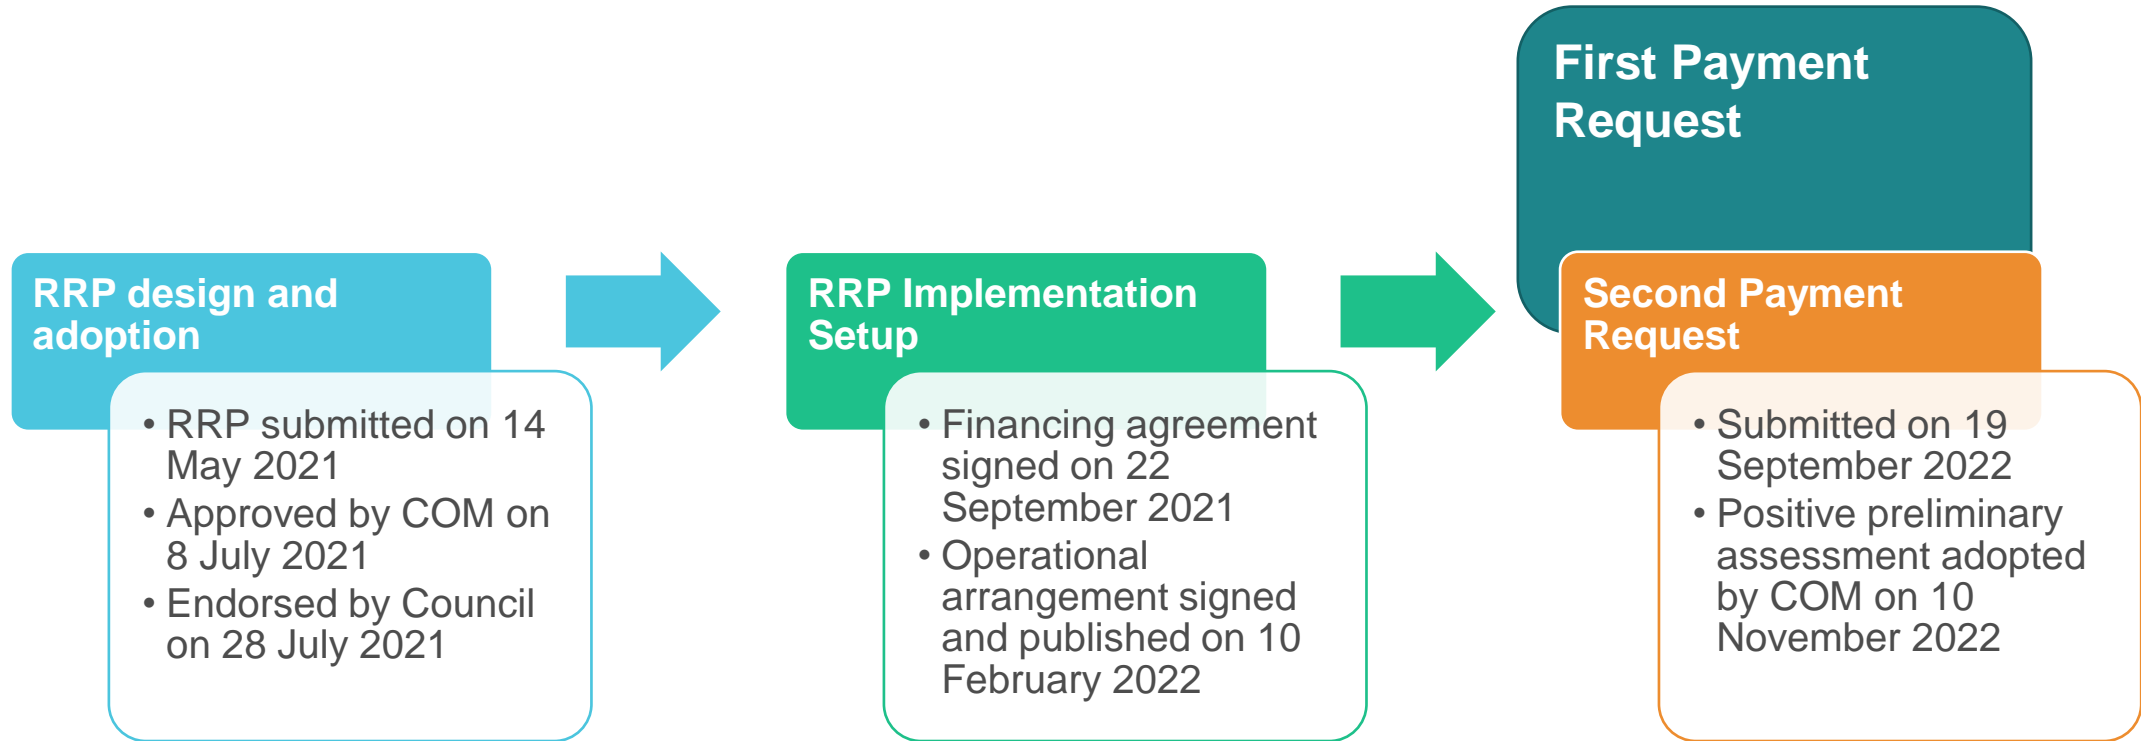 RRP design and
adoption
• RRP submitted on 14
May 2021
• Approved by COM on
8 July 2021
• Endorsed by Council
on 28 July 2021
RRP Implementation
Setup
• Financing agreement
signed on 22
September 2021
• Operational
arrangement signed
and published on 10
February 2022
First Payment
Request
Second Payment
Request
• Submitted on 19
September 2022
• Positive preliminary
assessment adopted
by COM on 10
November 2022